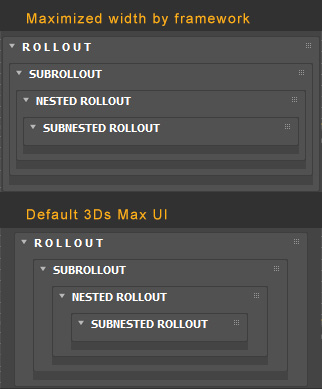 Maximized width by framework
ROLLOUT
SUBROLLOUT
NESTED ROLLOUT
SUBNESTED ROLLOUT
Default 3Ds Max UI
ROLLOUT
SUBROLLOUT
NESTED ROLLOUT
SUBNESTED ROLLOUT